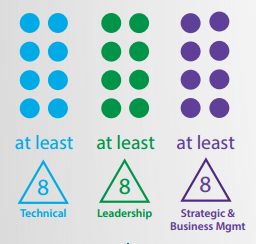 at least at least at least
8 8 8
Technical Leadership Strategic &
Business Mgmt